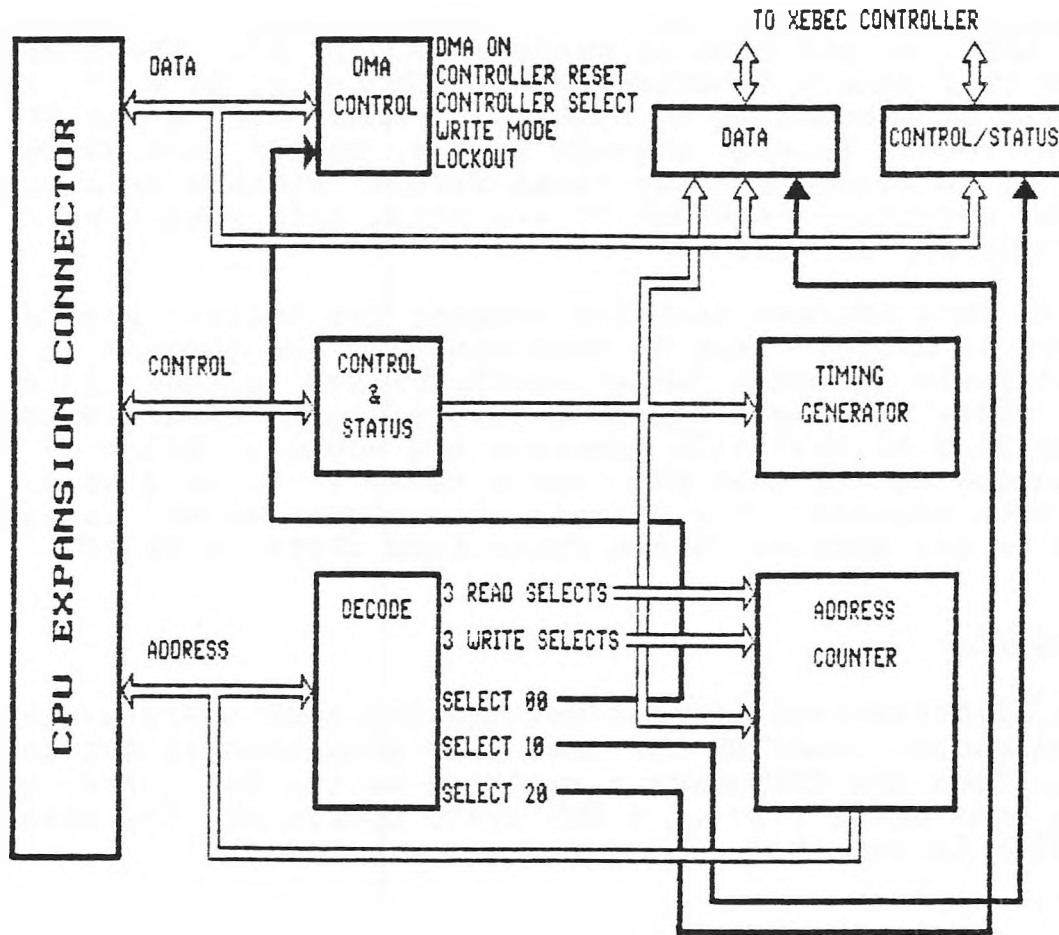 TO XEBEC CONTROLLER
CPU EXPANSION CONNECTOR
DATA
DMA
CONTROL
DMA ON
CONTROLLER RESET
CONTROLLER SELECT
WRITE MODE
LOCKOUT
DATA
CONTROL/STATUS
CONTROL
CONTROL
&
STATUS
TIMING
GENERATOR
ADDRESS
DECODE
3 READ SELECTS
3 WRITE SELECTS
SELECT 00
SELECT 10
SELECT 20
ADDRESS
COUNTER